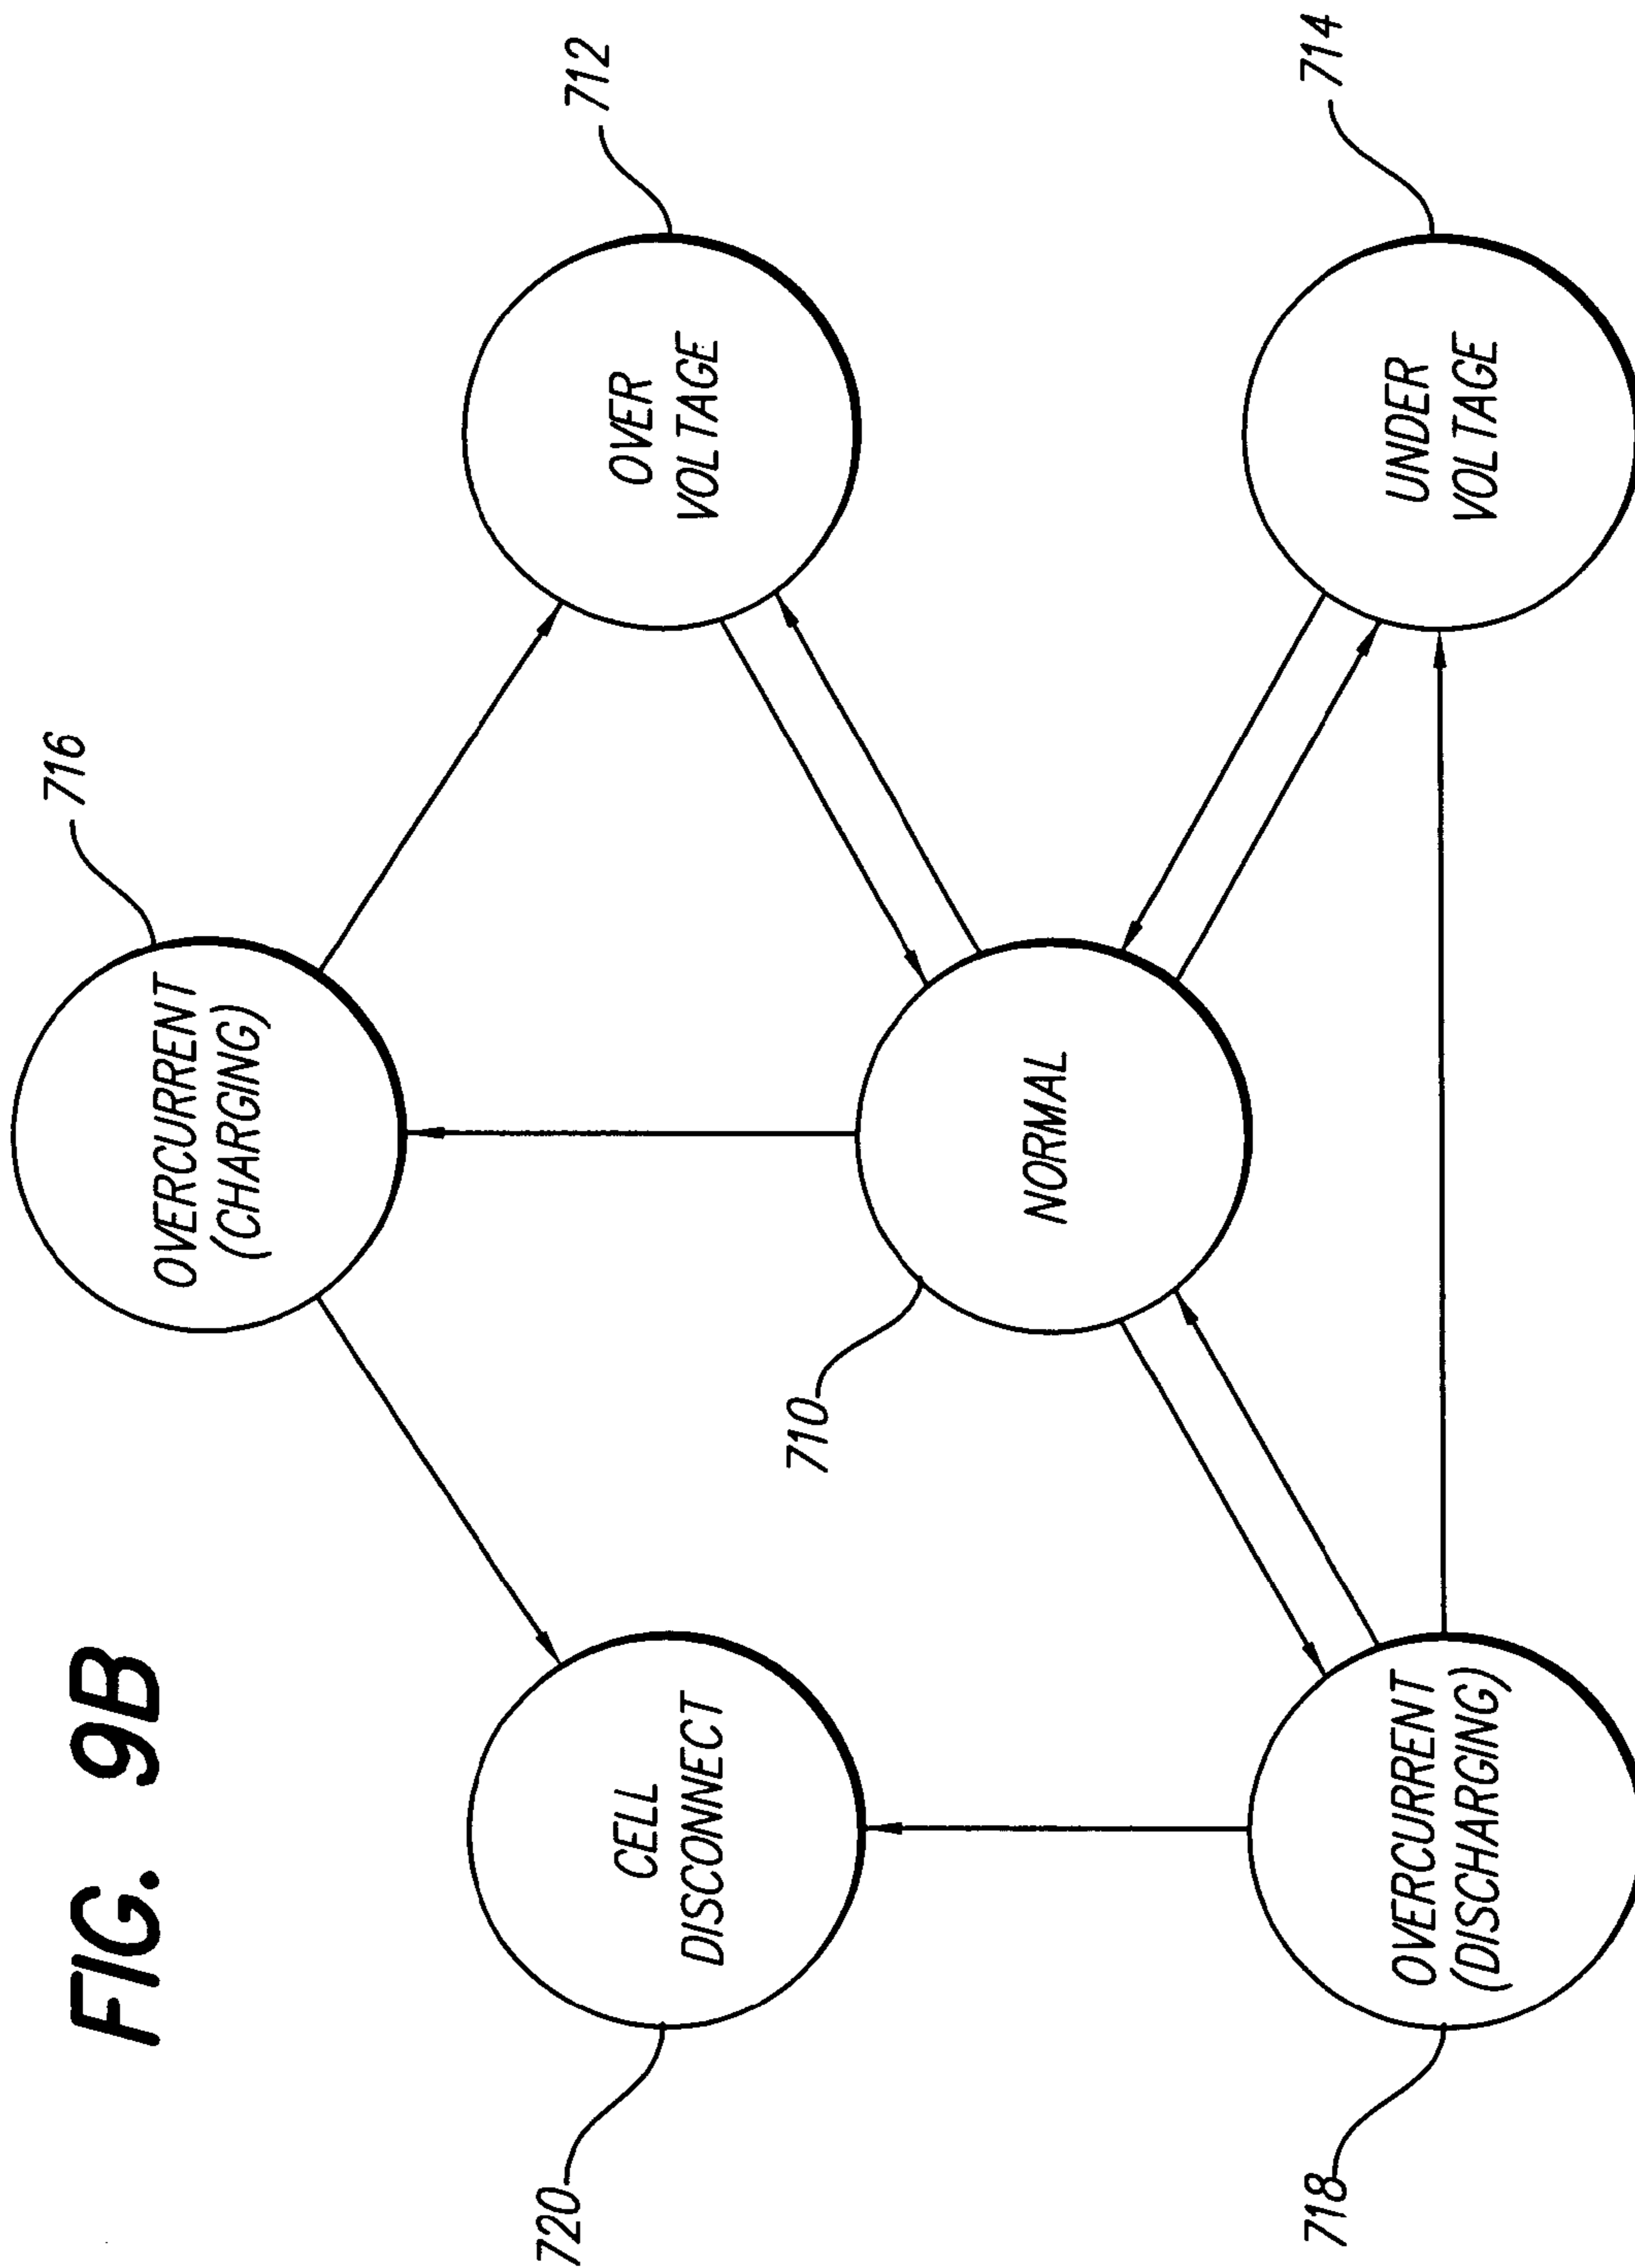 FIG. 9B
716
OVERCURRENT
(CHARGING)
720
CELL
DISCONNECT
OVER
VOLTAGE
712
710
NORMAL
718
OVERCURRENT
(DISCHARGING)
UNDER
VOLTAGE
714